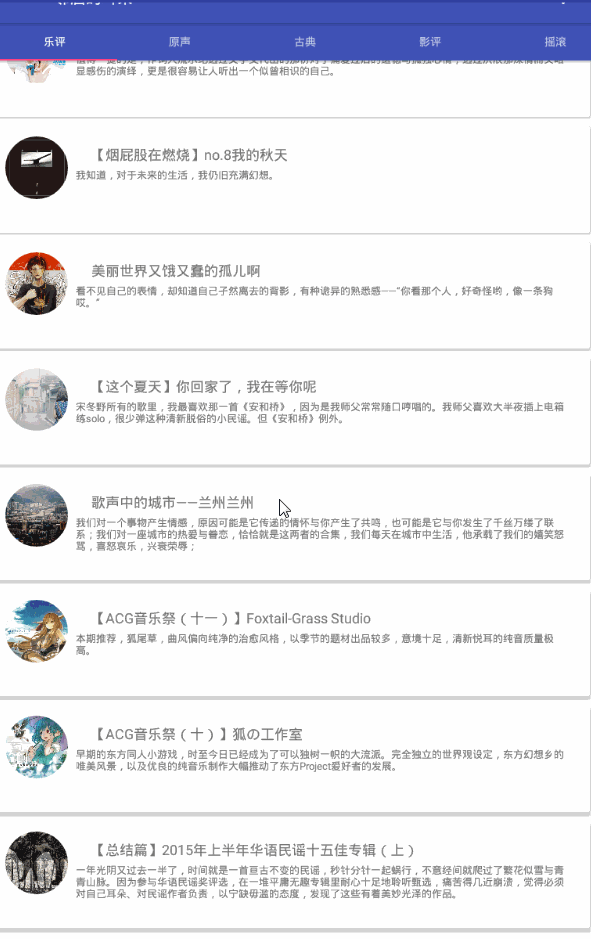 乐评
原声
古典
影评
摇滚
显感伤的演绎，更是很容易让人听出一个似曾相识的自己。
【烟屁股在燃烧】no.8我的秋天
我知道，对于未来的生活，我仍旧充满幻想。
美丽世界又饿又蠢的孤儿啊
看不见自己的表情，却知道自己孑然离去的背影，有种诡异的熟悉感——“你看那个人，好奇怪哟，像一条狗
哎。”
【这个夏天】你回家了，我在等你呢
宋冬野所有的歌里，我最喜欢那一首《安和桥》，因为是我师父常常随口哼唱的。我师父喜欢大半夜插上电箱
练solo，很少弹这种清新脱俗的小民谣。但《安和桥》例外。
歌声中的城市——兰州兰州
我们对一个事物产生情感，原因可能是它传递的情怀与你产生了共鸣，也可能是它与你发生了千丝万缕了联
系；我们对一座城市的热爱与眷恋，恰恰就是这两者的合集，我们每天在城市中生活，他承载了我们的嬉笑怒
骂，喜怒哀乐，兴衰荣辱；
【ACG音乐祭（十一）】Foxtail-Grass Studio
本期推荐，狐尾草，曲风偏向纯净的治愈风格，以季节的题材出品较多，意境十足，清新悦耳的纯音质量极
高。
【ACG音乐祭（十）】狐の工作室
早期的东方同人小游戏，时至今日已经成为了可以独树一帜的大流派。完全独立的世界观设定，东方幻想乡的
唯美风景，以及优良的纯音乐制作大幅推动了东方Project爱好者的发展。
【总结篇】2015年上半年华语民谣十五佳专辑（上）
一年光阴又过去一半了，时间就是一首亘古不变的民谣，秒针分针一起蜗行，不意经间就爬过了繁花似雪与青
青山脉。因为参与华语民谣奖评选，在一堆平庸无趣专辑里耐心十足地聆听甄选，痛苦得几近崩溃，觉得必须
对自己耳朵、对民谣作者负责，以宁缺毋滥的态度，发现了这些有着美妙光泽的作品。